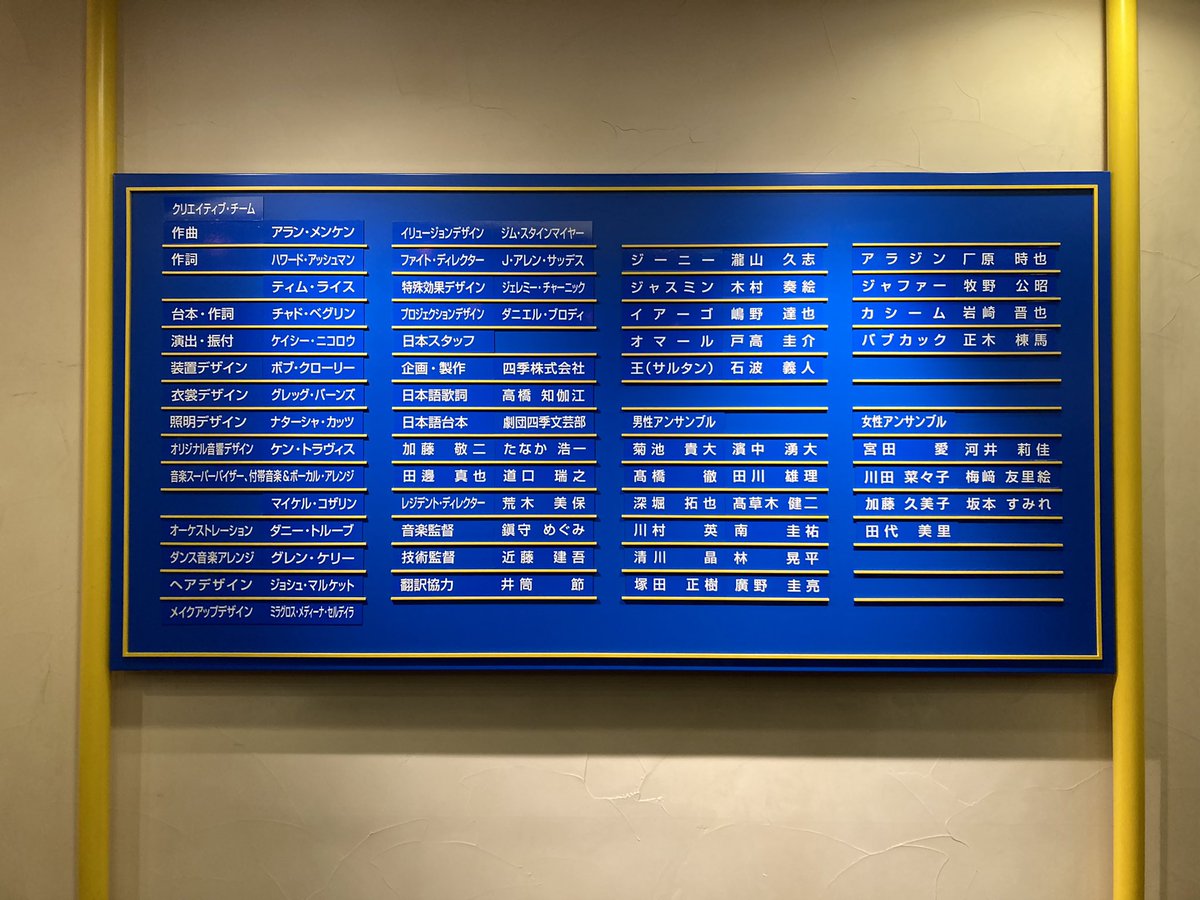 クリエイティブ・チーム
作曲 アラン・メンケン
作詞 ハワード・アッシュマン
ティム・ライス
台本・作詞 チャド・ベグリン
演出・振付 ケイシー・ニコロウ
装置デザイン ボブ・クローリー
衣裳デザイン グレッグ・バーンズ
照明デザイン ナターシャ・カッツ
オリジナル音響デザイン ケン・トラヴィス
音楽スーパーバイザー、付帯音楽&ボーカル・アレンジ
マイケル・コザリン
オーケストレーション ダニー・トルーブ
ダンス音楽アレンジ グレン・ケリー
ヘアデザイン ジョシュ・マルケット
メイクアップデザイン ミラグロス・メディーナ・セルデイラ
イリュージョンデザイン ジム・スタインマイヤー
ファイト・ディレクター J・アレン・サッデス
特殊効果デザイン ジェレミー・チャーニック
プロジェクションデザイン ダニエル・ブロディ
日本スタッフ
企画・製作 四季株式会社
日本語歌詞 高橋 知伽江
日本語台本 劇団四季文芸部
加藤 敬二 たなか 浩一
田邊 真也 道口 瑞之
レジデント・ディレクター 荒木 美保
音楽監督 鎮守 めぐみ
技術監督 近藤 建吾
翻訳協力 井筒 節
ジーニー 瀧山 久志
ジャスミン 木村 奏絵
イアーゴ 嶋野 達也
オマール 戸高 圭介
王(サルタン) 石波 義人
男性アンサンブル
菊池 貴大 濱中 湧大
髙橋 徹 田川 雄理
深堀 拓也 髙草木 健二
川村 英 南 圭祐
清川 晶 林 晃平
塚田 正樹 廣野 圭亮
アラジン 厂原 時也
ジャファー 牧野 公昭
カシーム 岩崎 晋也
バブカック 正木 棟馬
女性アンサンブル
宮田 愛 河井 莉佳
川田 菜々子 梅﨑 友里絵
加藤 久美子 坂本 すみれ
田代 美里